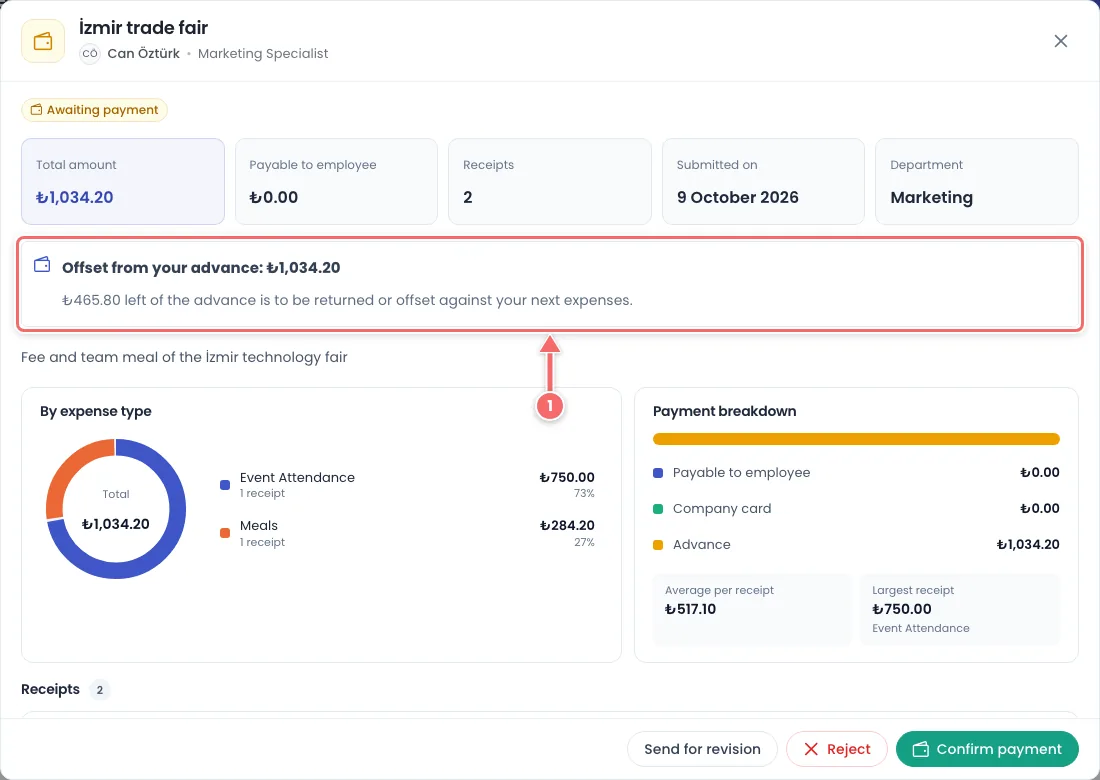 İzmir trade fair
CÖ Can Öztürk • Marketing Specialist
Awaiting payment
Total amount
₺1,034.20
Payable to employee
₺0.00
Receipts
2
Submitted on
9 October 2026
Department
Marketing
Offset from your advance: ₺1,034.20
₺465.80 left of the advance is to be returned or offset against your next expenses.
Fee and team meal of the İzmir technology fair
1
By expense type
Total
₺1,034.20
Event Attendance ₺750.00
1 receipt 73%
Meals ₺284.20
1 receipt 27%
Payment breakdown
Payable to employee ₺0.00
Company card ₺0.00
Advance ₺1,034.20
Average per receipt
₺517.10
Largest receipt
₺750.00
Event Attendance
Receipts 2
Send for revision
Reject
Confirm payment